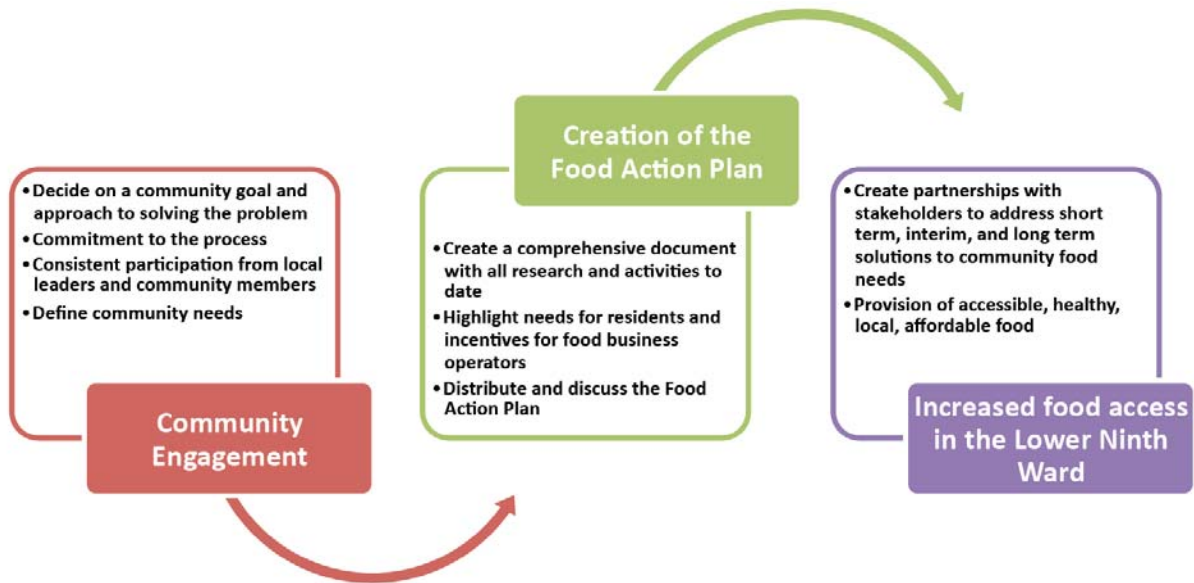 •Decide on a community goal and
approach to solving the problem
•Commitment to the process
•Consistent participation from local
leaders and community members
•Define community needs
Community
Engagement
Creation of the
Food Action Plan
•Create a comprehensive document
with all research and activities to
date
•Highlight needs for residents and
incentives for food business
operators
•Distribute and discuss the Food
Action Plan
•Create partnerships with
stakeholders to address short
term, interim, and long term
solutions to community food
needs
•Provision of accessible, healthy,
local, affordable food
Increased food access
in the Lower Ninth
Ward